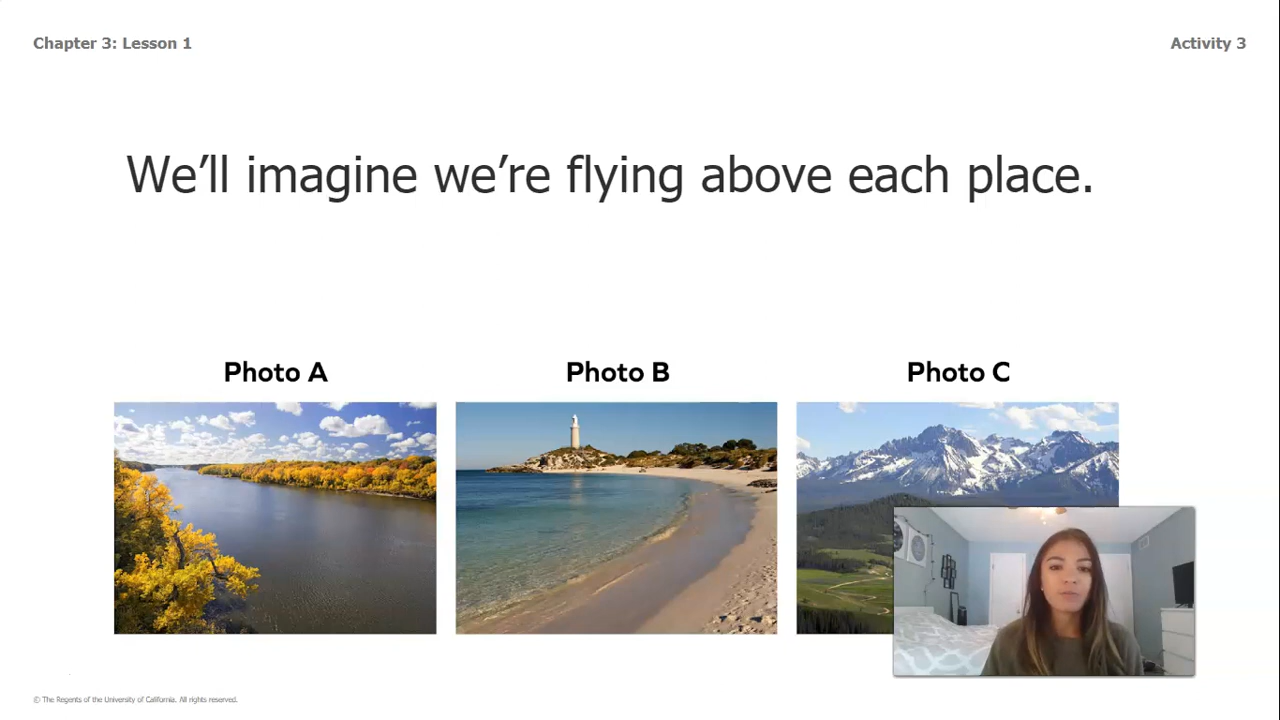 Chapter 3: Lesson 1
Activity 3
We’ll imagine we’re flying above each place.
Photo A
Photo B
Photo C
© The Regents of the University of California. All rights reserved.